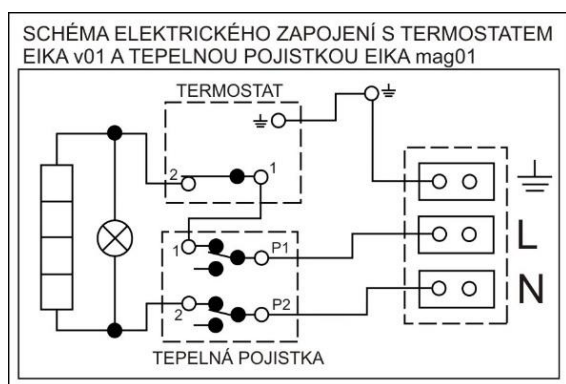 SCHÉMA ELEKTRICKÉHO ZAPOJENÍ S TERMOSTATEM
EIKA v01 A TEPELNOU POJISTKOU EIKA mag01
TERMOSTAT
2
1
1
P1
L
2
P2
N
TEPELNÁ POJISTKA